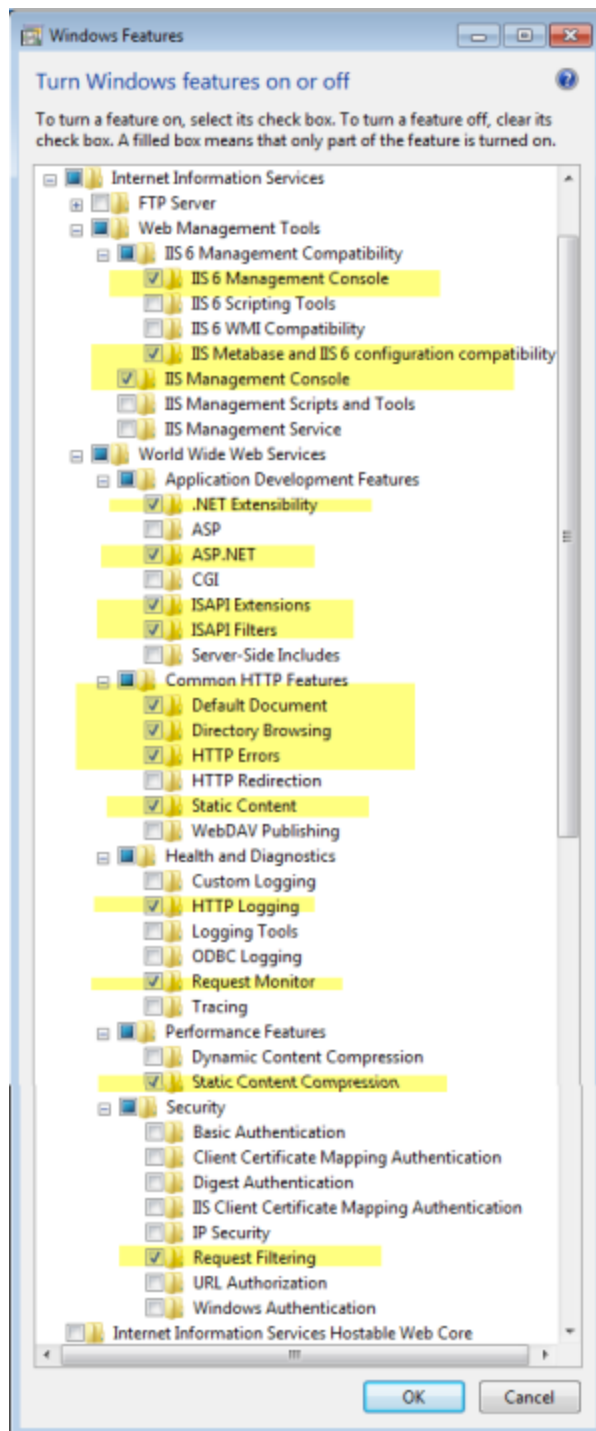 Windows Features
Turn Windows features on or off
To turn a feature on, select its check box. To turn a feature off, clear its
check box. A filled box means that only part of the feature is turned on.
Internet Information Services
FTP Server
Web Management Tools
IIS 6 Management Compatibility
IIS 6 Management Console
IIS 6 Scripting Tools
IIS 6 WMI Compatibility
IIS Metabase and IIS 6 configuration compatibility
IIS Management Console
IIS Management Scripts and Tools
IIS Management Service
World Wide Web Services
Application Development Features
.NET Extensibility
ASP
ASP.NET
CGI
ISAPI Extensions
ISAPI Filters
Server-Side Includes
Common HTTP Features
Default Document
Directory Browsing
HTTP Errors
HTTP Redirection
Static Content
WebDAV Publishing
Health and Diagnostics
Custom Logging
HTTP Logging
Logging Tools
ODBC Logging
Request Monitor
Tracing
Performance Features
Dynamic Content Compression
Static Content Compression
Security
Basic Authentication
Client Certificate Mapping Authentication
Digest Authentication
IIS Client Certificate Mapping Authentication
IP Security
Request Filtering
URL Authorization
Windows Authentication
Internet Information Services Hostable Web Core
OK Cancel